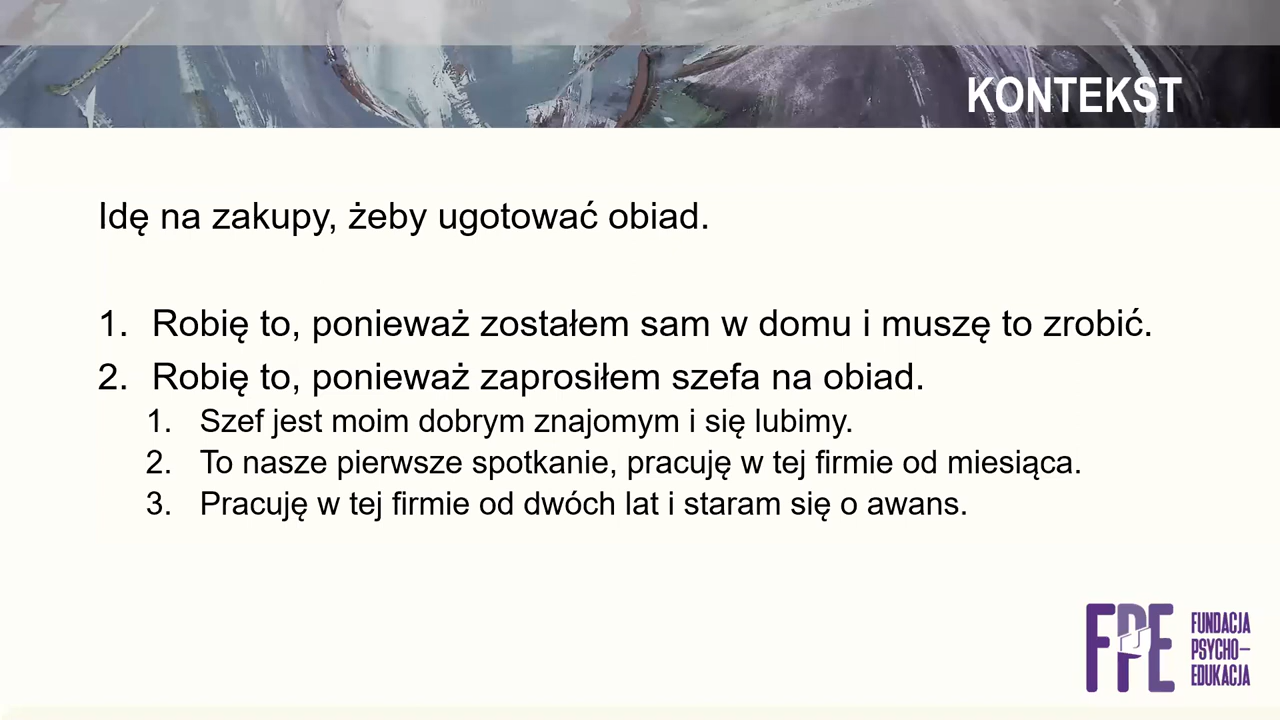 KONTEKST
Idę na zakupy, żeby ugotować obiad.
1. Robię to, ponieważ zostałem sam w domu i muszę to zrobić.
2. Robię to, ponieważ zaprosiłem szefa na obiad.
1. Szef jest moim dobrym znajomym i się lubimy.
2. To nasze pierwsze spotkanie, pracuję w tej firmie od miesiąca.
3. Pracuję w tej firmie od dwóch lat i staram się o awans.
FPE
FUNDACJA
PSYCHO—
EDUKACJA